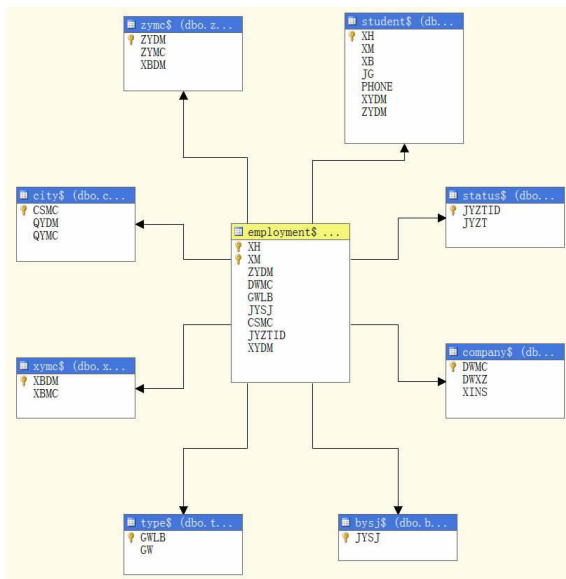 zymc$ (dbo.z...
ZYDM
ZYMC
XBDM
student$ (db...
XH
XM
XB
JG
PHONE
XYDM
ZYDM
city$ (dbo.c...
CSMC
QYDM
QYMC
employment$ ...
XH
XM
ZYDM
DWMC
GWLB
JYSJ
CSMC
JYZTID
XYDM
status$ (dbo...
JYZTID
JYZT
xymc$ (dbo.x...
XBDM
XBMC
company$ (db...
DWMC
DWXZ
XINS
type$ (dbo.t...
GWLB
GW
bysj$ (dbo.b...
JYSJ